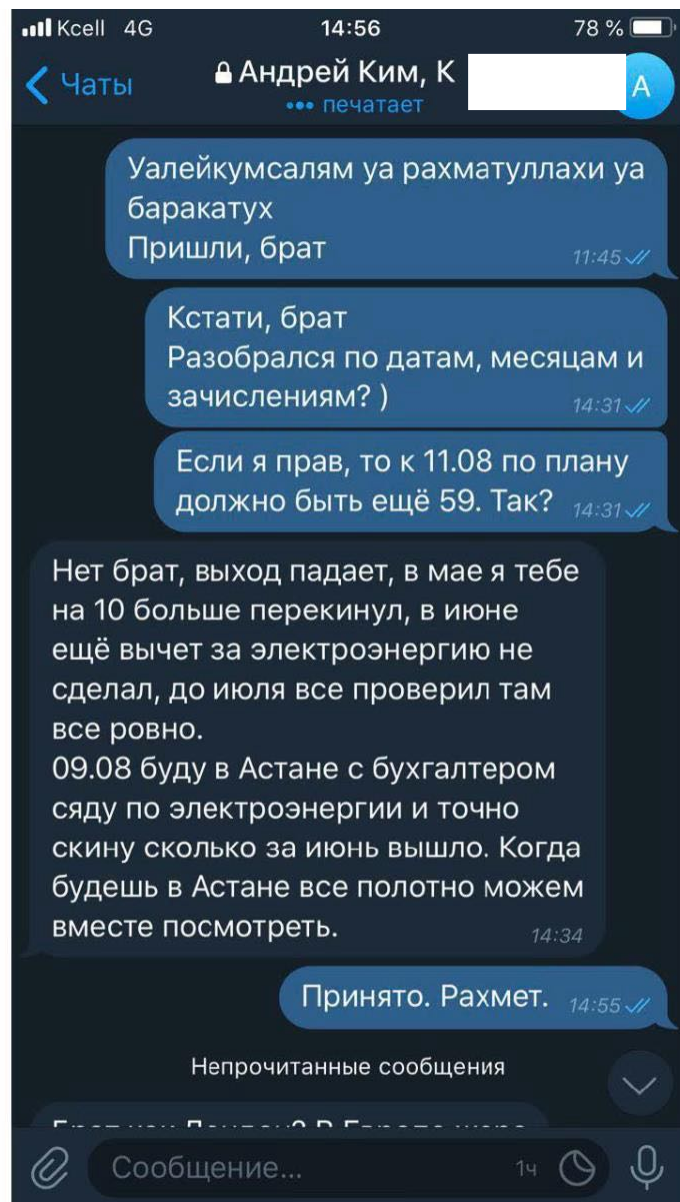 Kcell 4G 14:56 78 %
Чаты Андрей Ким, К А
печатает
Уалейкумсалям уа рахматуллахи уа
баракатух
Пришли, брат
11:45
Кстати, брат
Разобрался по датам, месяцам и
зачислениям? )
14:31
Если я прав, то к 11.08 по плану
должно быть ещё 59. Так?
14:31
Нет брат, выход падает, в мае я тебе
на 10 больше перекинул, в июне
ещё вычет за электроэнергию не
сделал, до июля все проверил там
все ровно.
09.08 буду в Астане с бухгалтером
сяду по электроэнергии и точно
скину сколько за июнь вышло. Когда
будешь в Астане все полотно можем
вместе посмотреть.
14:34
Принято. Рахмет.
14:55
Непрочитанные сообщения
Сообщение...
1ч